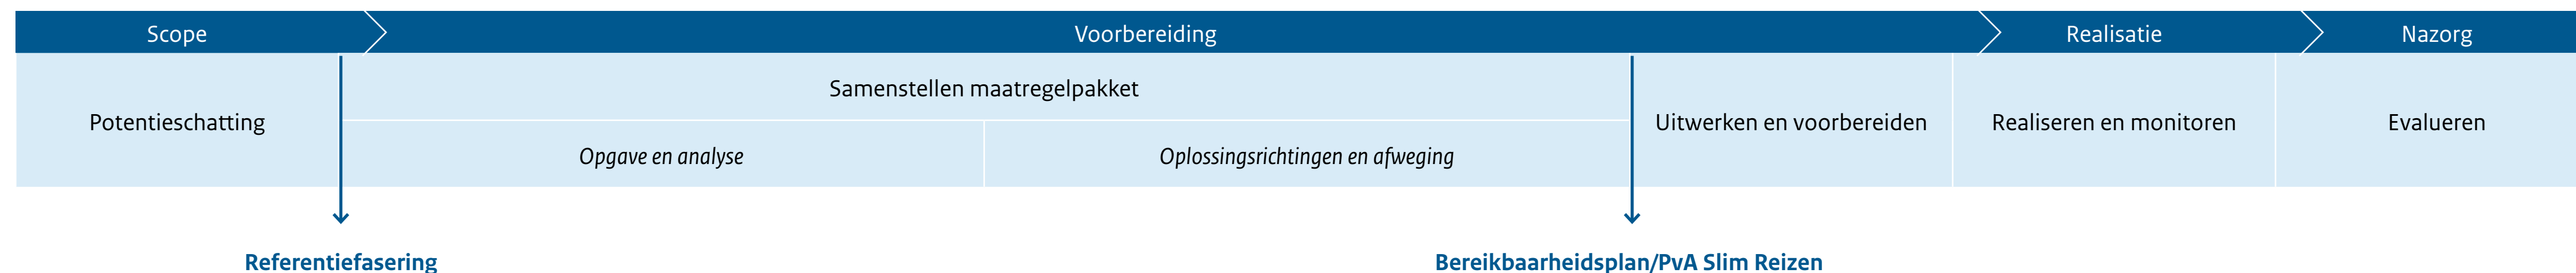 Scope
Voorbereiding
Realisatie
Nazorg
Potentieschatting
Samenstellen maatregelpakket
Opgave en analyse
Oplossingsrichtingen en afweging
Uitwerken en voorbereiden
Realiseren en monitoren
Evalueren
Referentiefasering
Bereikbaarheidsplan/PvA Slim Reizen